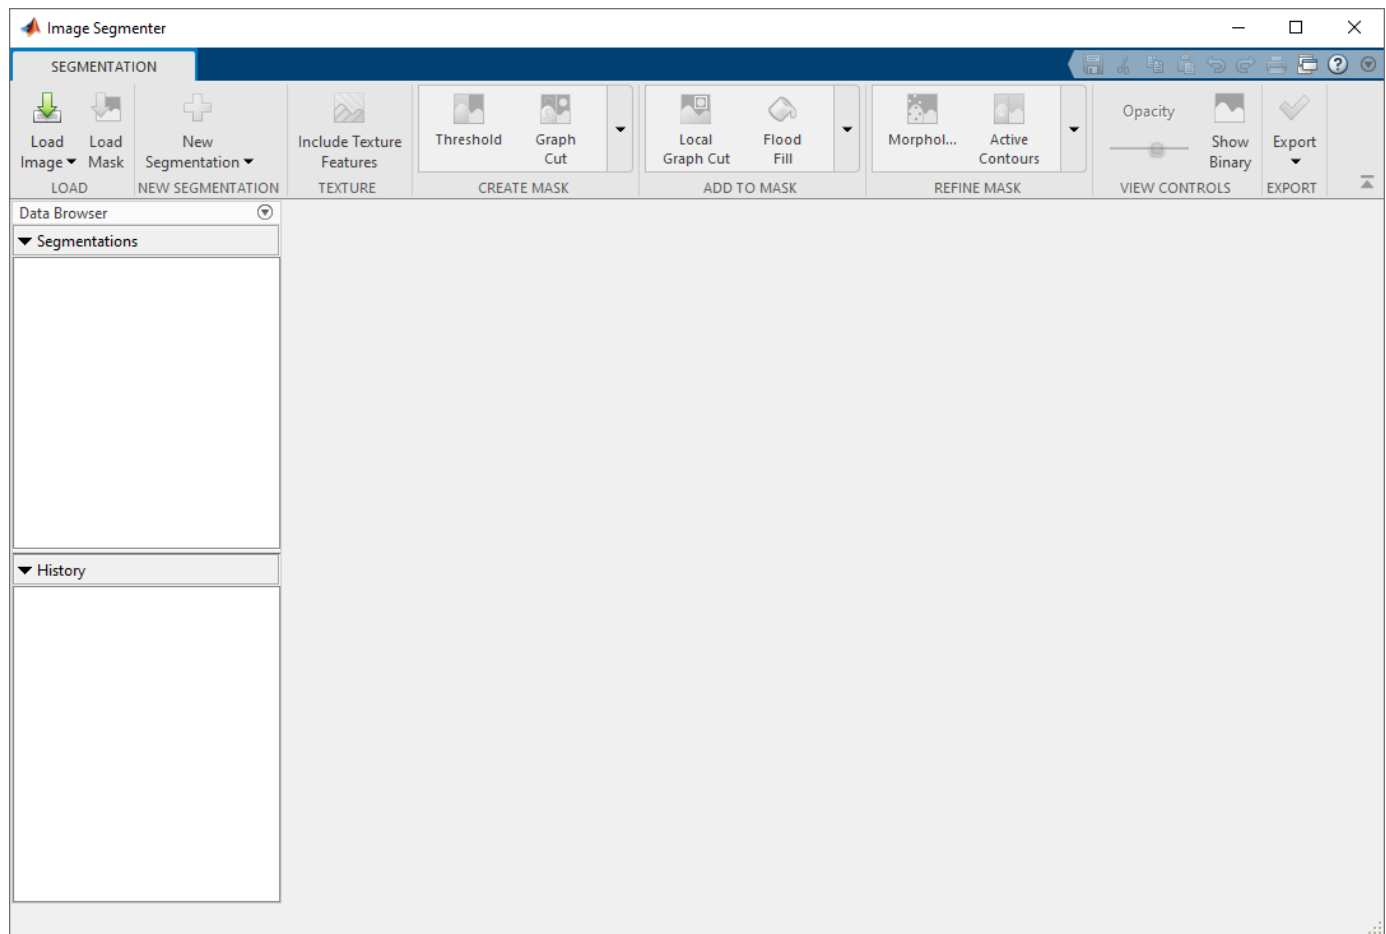 Image Segmenter
SEGMENTATION
Load Image
Load Mask
New Segmentation
Include Texture Features
Threshold
Graph Cut
Local Graph Cut
Flood Fill
Morphol...
Active Contours
Opacity
Show Binary
Export
LOAD
NEW SEGMENTATION
TEXTURE
CREATE MASK
ADD TO MASK
REFINE MASK
VIEW CONTROLS
EXPORT
Data Browser
Segmentations
History